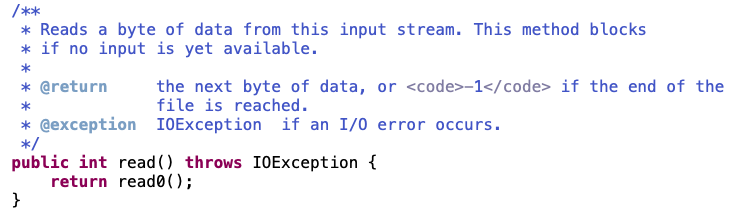 /**
 * Reads a byte of data from this input stream. This method blocks
 * if no input is yet available.
 *
 * @return     the next byte of data, or <code>-1</code> if the end of the
 *             file is reached.
 * @exception  IOException  if an I/O error occurs.
 */
public int read() throws IOException {
    return read0();
}